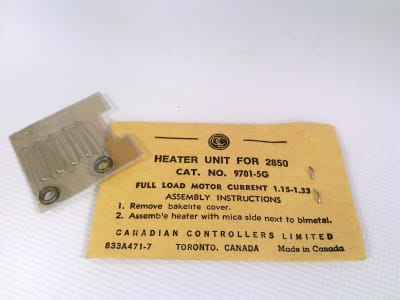 HEATER UNIT FOR 2850
CAT. NO. 9701-5G
FULL LOAD MOTOR CURRENT 1.15-1.33
ASSEMBLY INSTRUCTIONS
1. Remove bakelite cover.
2. Assemble heater with mica side next to bimetal.
CANADIAN CONTROLLERS LIMITED
833A471-7 TORONTO, CANADA Made in Canada